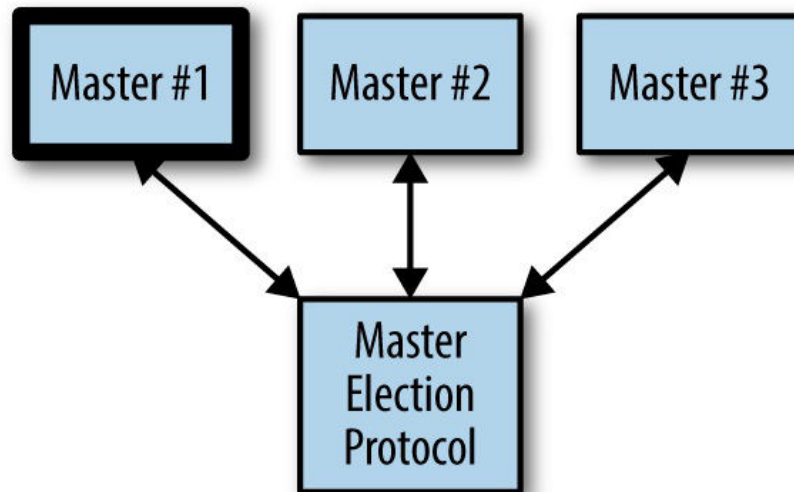 Master #1
Master #2
Master #3
Master
Election
Protocol